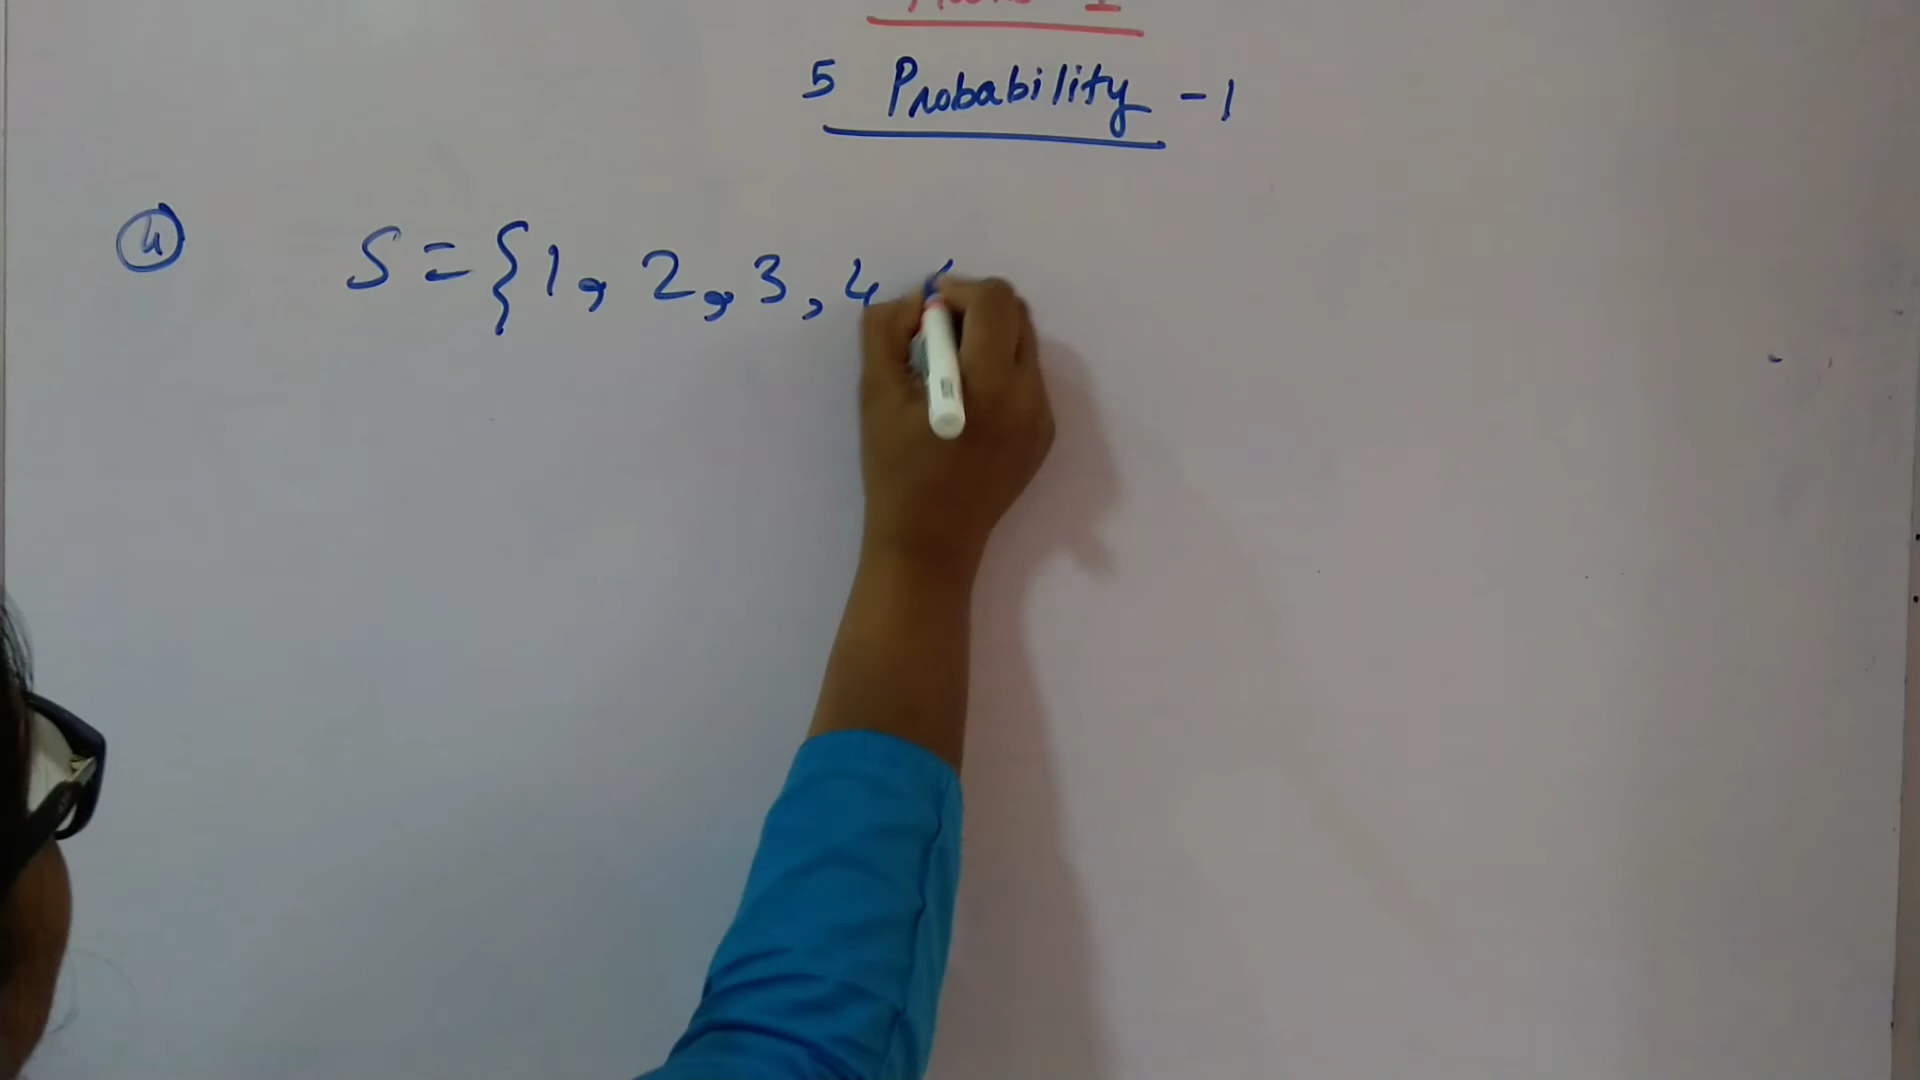 5 Probability - 1
4 S = {1, 2, 3, 4